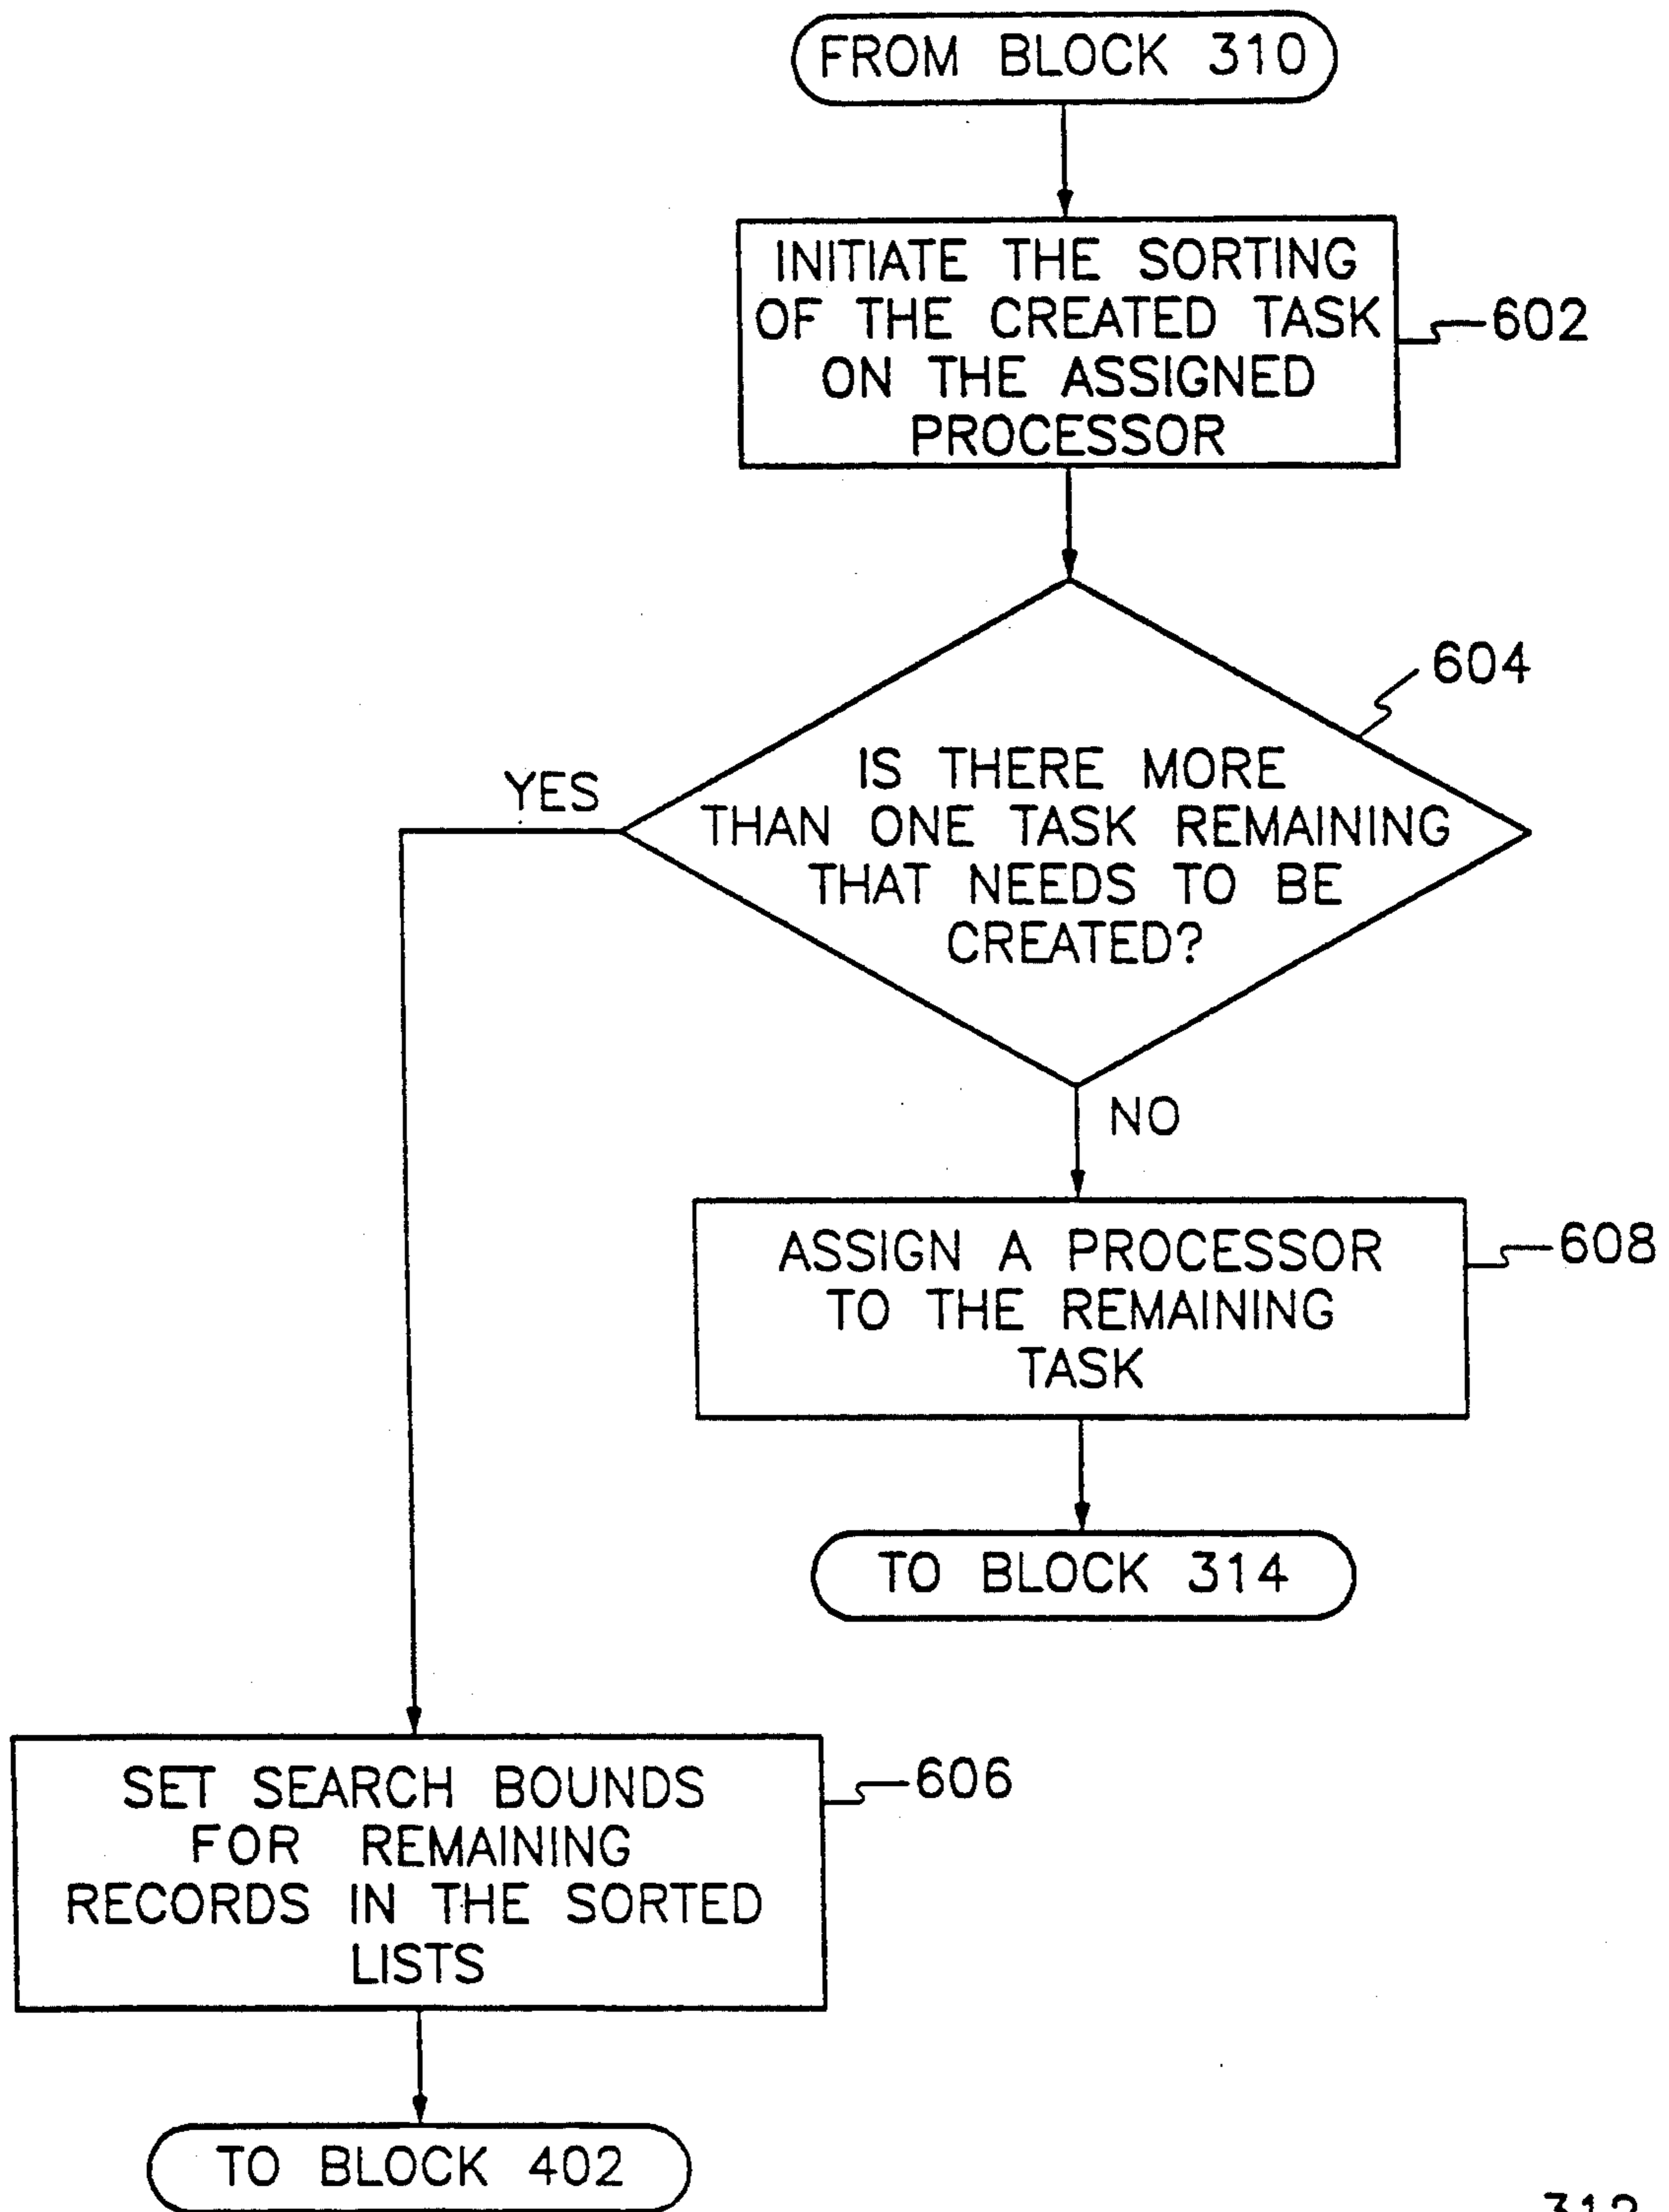 FROM BLOCK 310
INITIATE THE SORTING
OF THE CREATED TASK
ON THE ASSIGNED
PROCESSOR
602
604
IS THERE MORE
THAN ONE TASK REMAINING
THAT NEEDS TO BE
CREATED?
YES
NO
ASSIGN A PROCESSOR
TO THE REMAINING
TASK
608
TO BLOCK 314
SET SEARCH BOUNDS
FOR REMAINING
RECORDS IN THE SORTED
LISTS
606
TO BLOCK 402
312